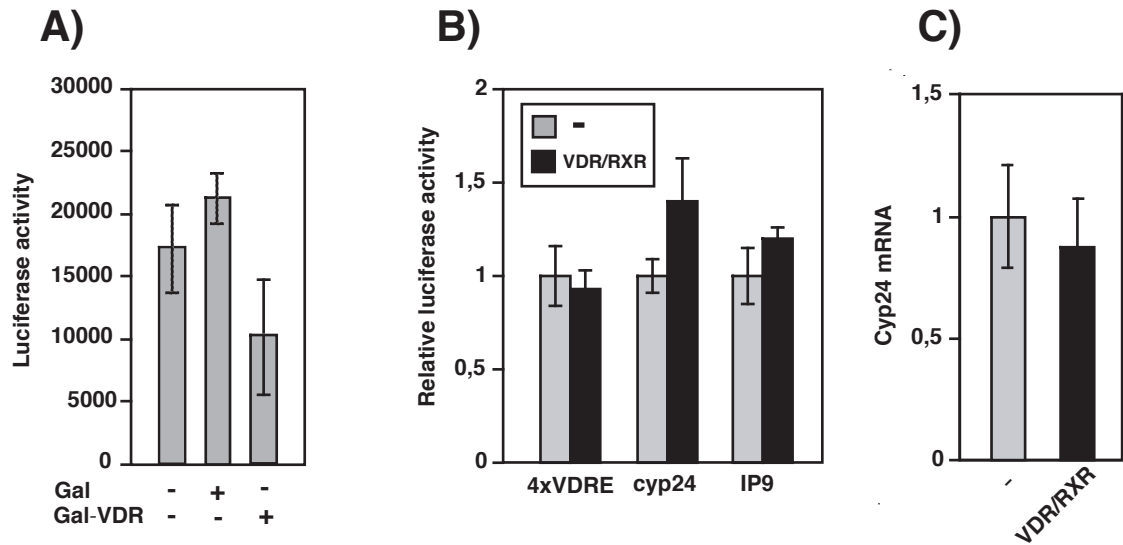 A)
Luciferase activity
30000
25000
20000
15000
10000
5000
0
Gal - + -
Gal-VDR - - +
B)
Relative luciferase activity
2
1,5
1
0,5
0
-
VDR/RXR
4xVDRE cyp24 IP9
C)
Cyp24 mRNA
1,5
1
0,5
0
-
VDR/RXR